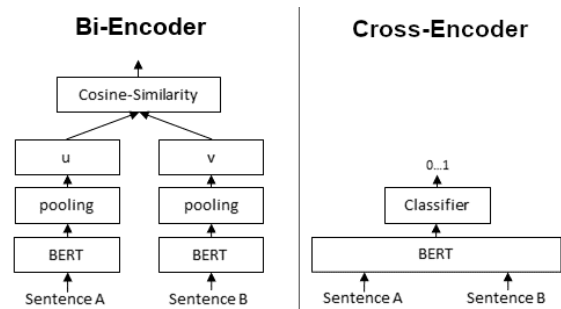 Bi-Encoder
Cosine-Similarity
u v
pooling pooling
BERT BERT
Sentence A Sentence B
Cross-Encoder
0...1
Classifier
BERT
Sentence A Sentence B